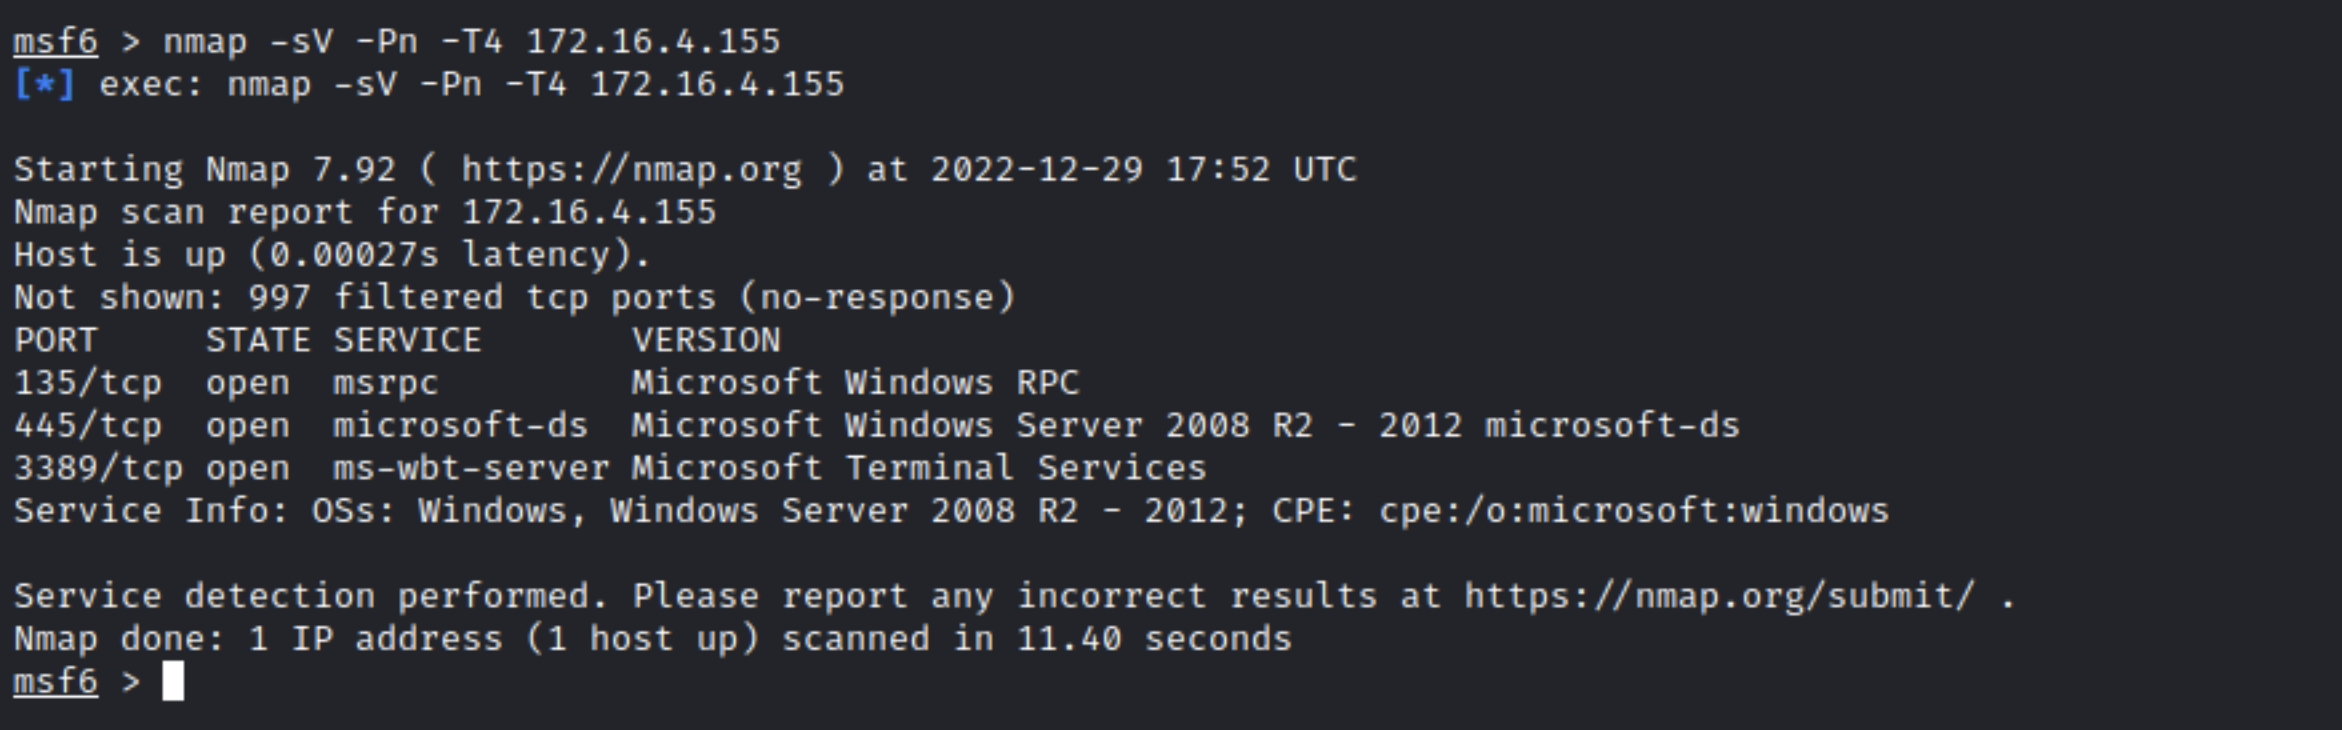 msf6 > nmap -sV -Pn -T4 172.16.4.155
[*] exec: nmap -sV -Pn -T4 172.16.4.155

Starting Nmap 7.92 ( https://nmap.org ) at 2022-12-29 17:52 UTC
Nmap scan report for 172.16.4.155
Host is up (0.00027s latency).
Not shown: 997 filtered tcp ports (no-response)
PORT     STATE SERVICE       VERSION
135/tcp  open  msrpc         Microsoft Windows RPC
445/tcp  open  microsoft-ds  Microsoft Windows Server 2008 R2 - 2012 microsoft-ds
3389/tcp open  ms-wbt-server Microsoft Terminal Services
Service Info: OSs: Windows, Windows Server 2008 R2 - 2012; CPE: cpe:/o:microsoft:windows

Service detection performed. Please report any incorrect results at https://nmap.org/submit/ .
Nmap done: 1 IP address (1 host up) scanned in 11.40 seconds
msf6 >